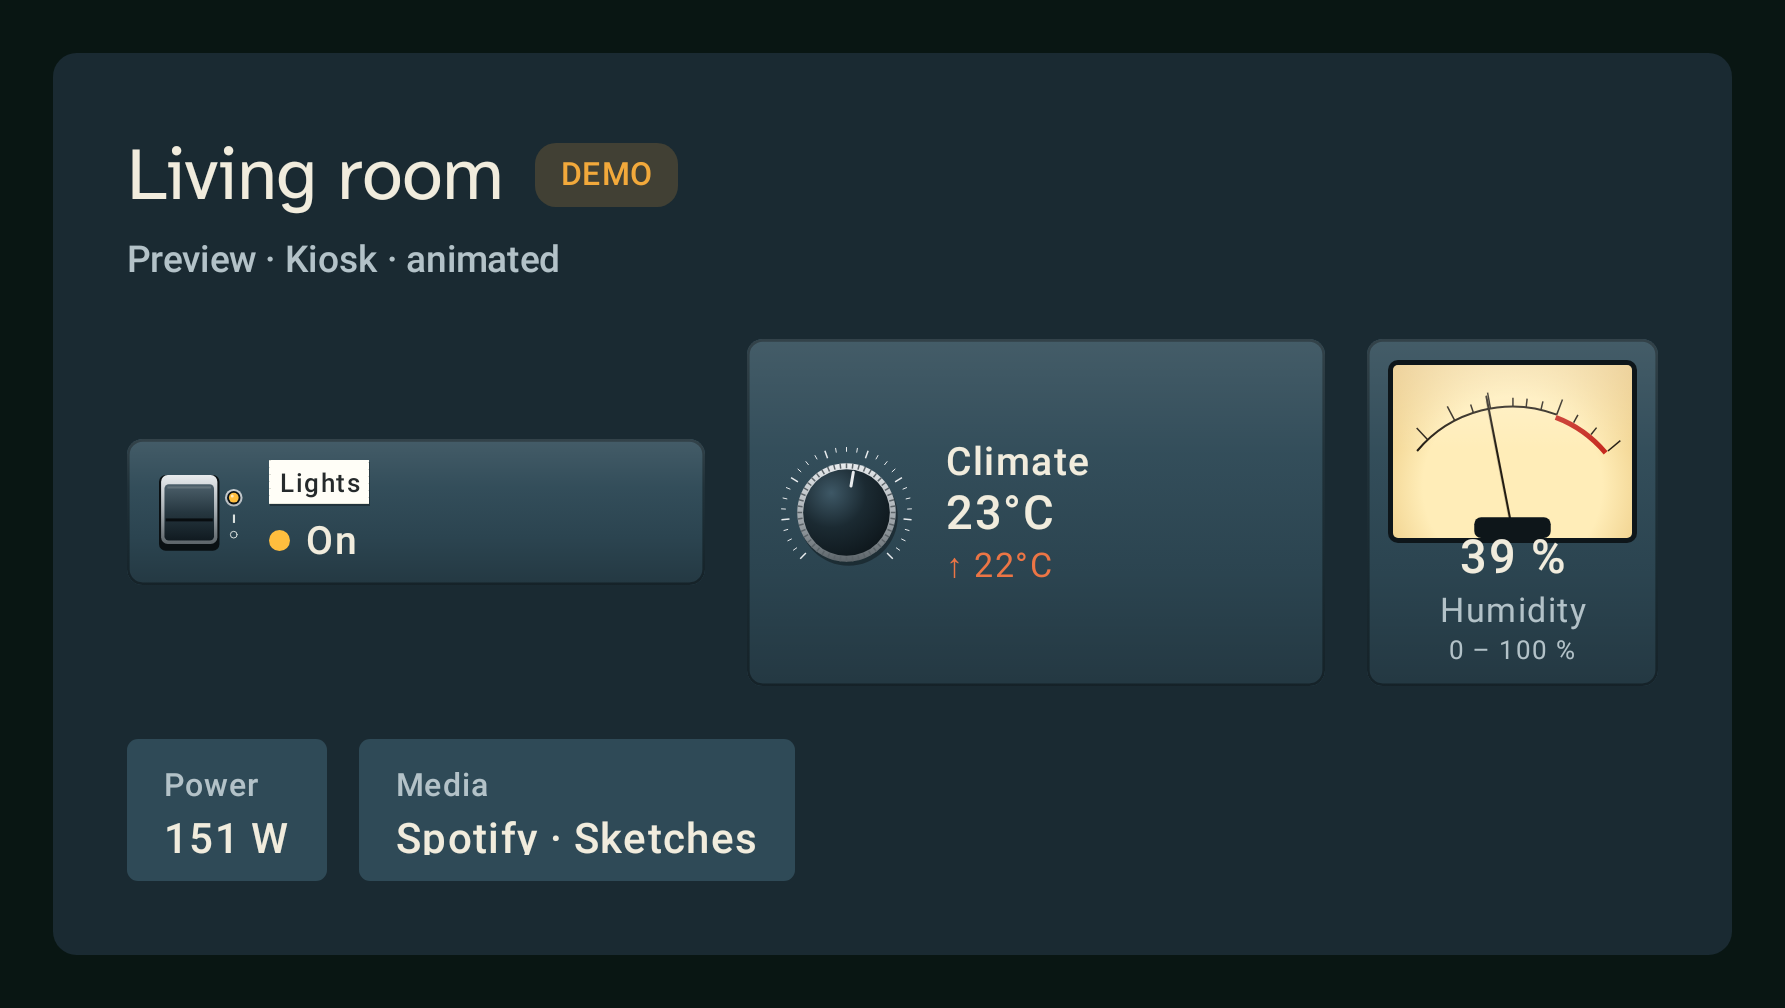 Living room
DEMO
Preview · Kiosk · animated
Lights
On
Climate
23°C
↑ 22°C
39 %
Humidity
0 – 100 %
Power
151 W
Media
Spotify · Sketches